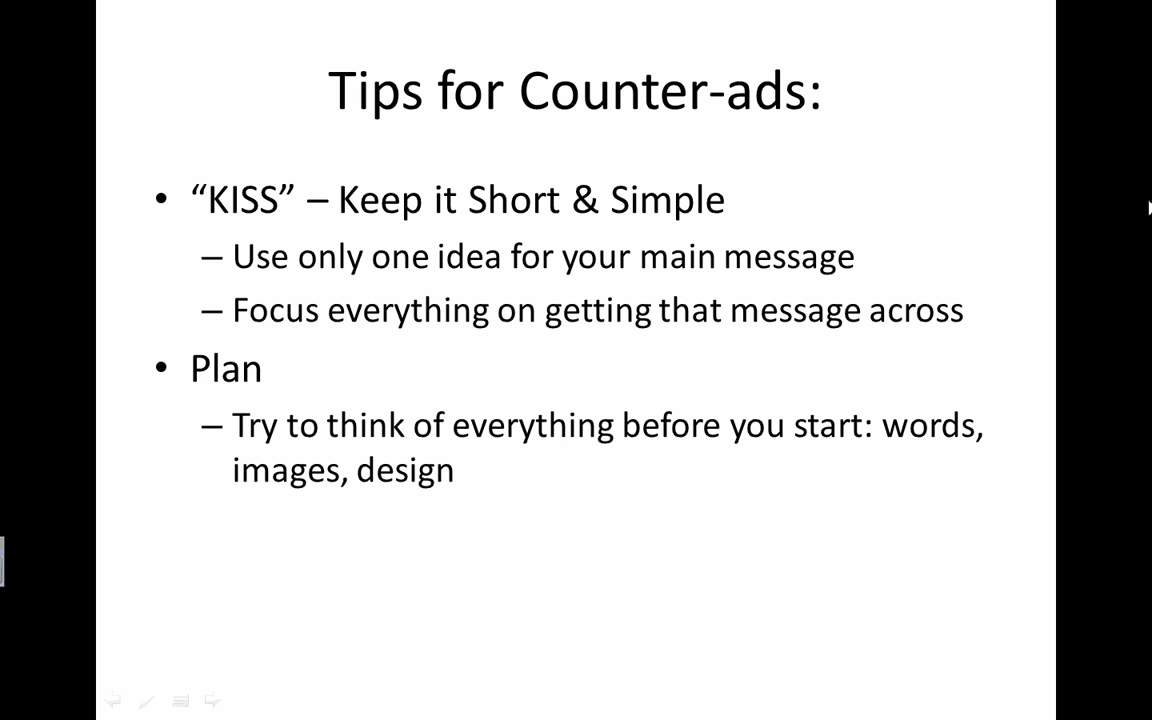 Tips for Counter-ads:
• “KISS” – Keep it Short & Simple
– Use only one idea for your main message
– Focus everything on getting that message across
• Plan
– Try to think of everything before you start: words,
images, design